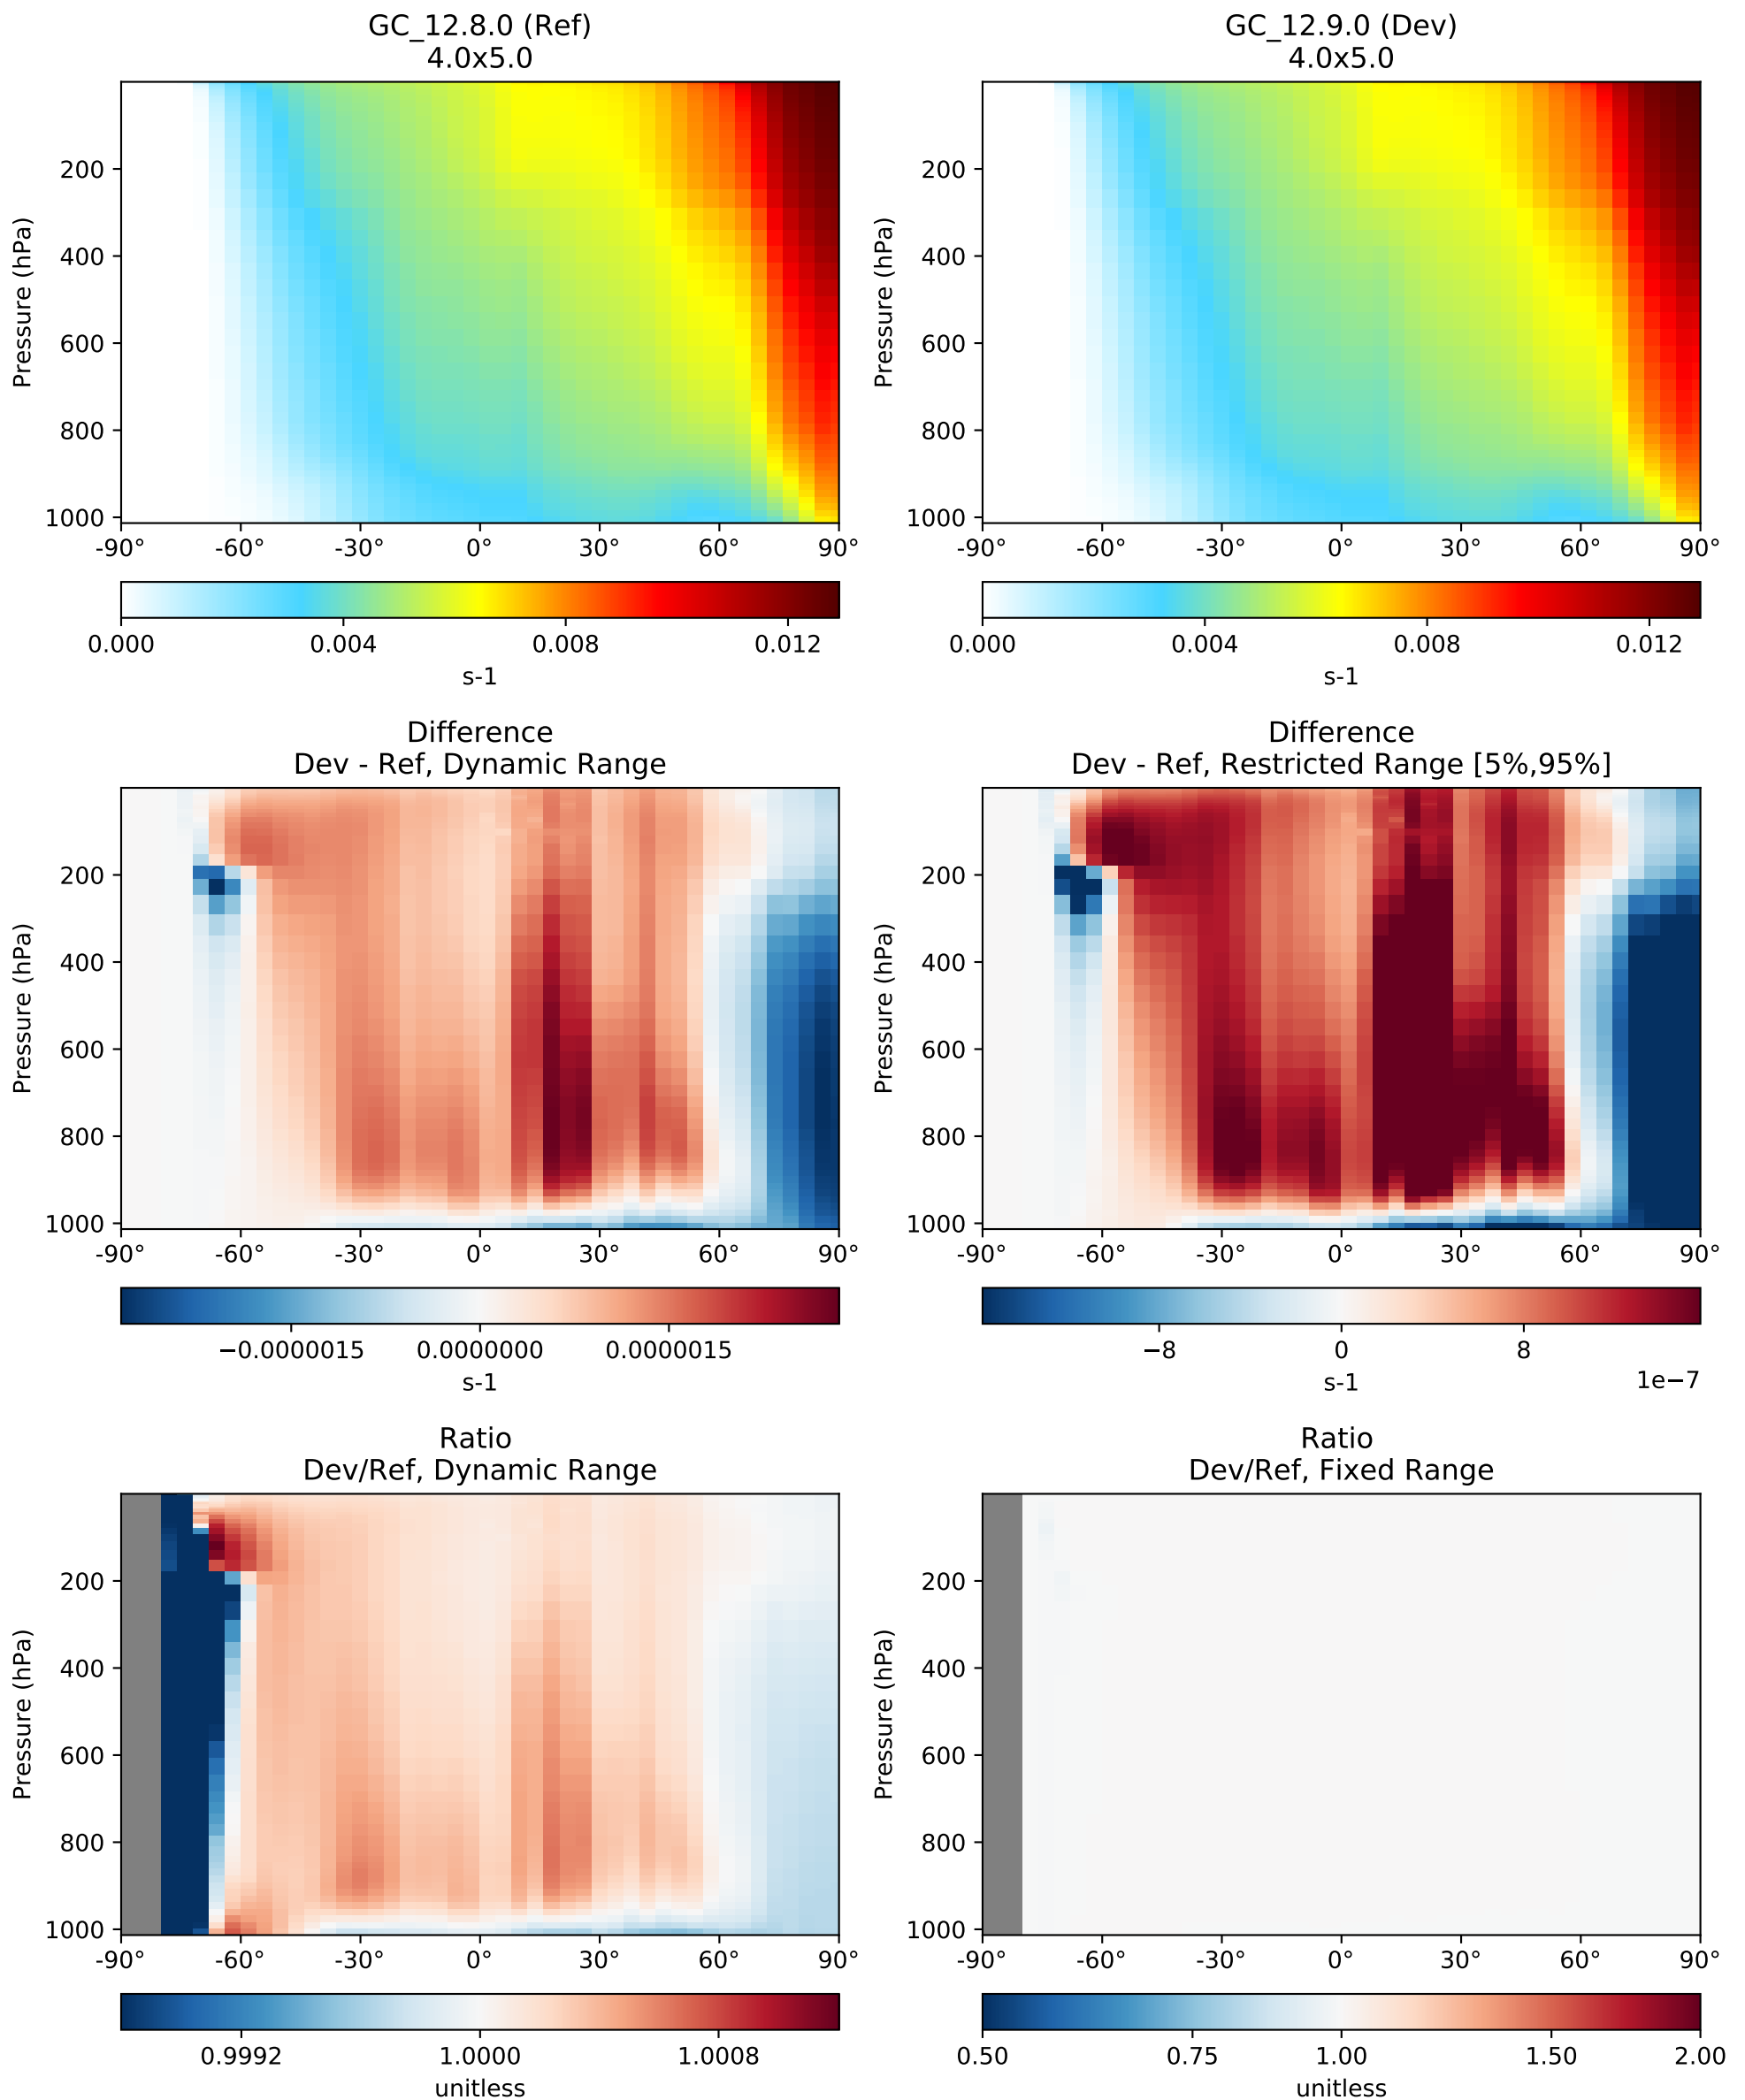 GC_12.8.0 (Ref)
4.0x5.0
Pressure (hPa)
200
400
600
800
1000
-90° -60° -30° 0° 30° 60° 90°
0.000 0.004 0.008 0.012
s-1
GC_12.9.0 (Dev)
4.0x5.0
Pressure (hPa)
200
400
600
800
1000
-90° -60° -30° 0° 30° 60° 90°
0.000 0.004 0.008 0.012
s-1
Difference
Dev - Ref, Dynamic Range
Pressure (hPa)
200
400
600
800
1000
-90° -60° -30° 0° 30° 60° 90°
−0.0000015 0.0000000 0.0000015
s-1
Difference
Dev - Ref, Restricted Range [5%,95%]
Pressure (hPa)
200
400
600
800
1000
-90° -60° -30° 0° 30° 60° 90°
−8 0 8
1e−7
s-1
Ratio
Dev/Ref, Dynamic Range
Pressure (hPa)
200
400
600
800
1000
-90° -60° -30° 0° 30° 60° 90°
0.9992 1.0000 1.0008
unitless
Ratio
Dev/Ref, Fixed Range
Pressure (hPa)
200
400
600
800
1000
-90° -60° -30° 0° 30° 60° 90°
0.50 0.75 1.00 1.50 2.00
unitless